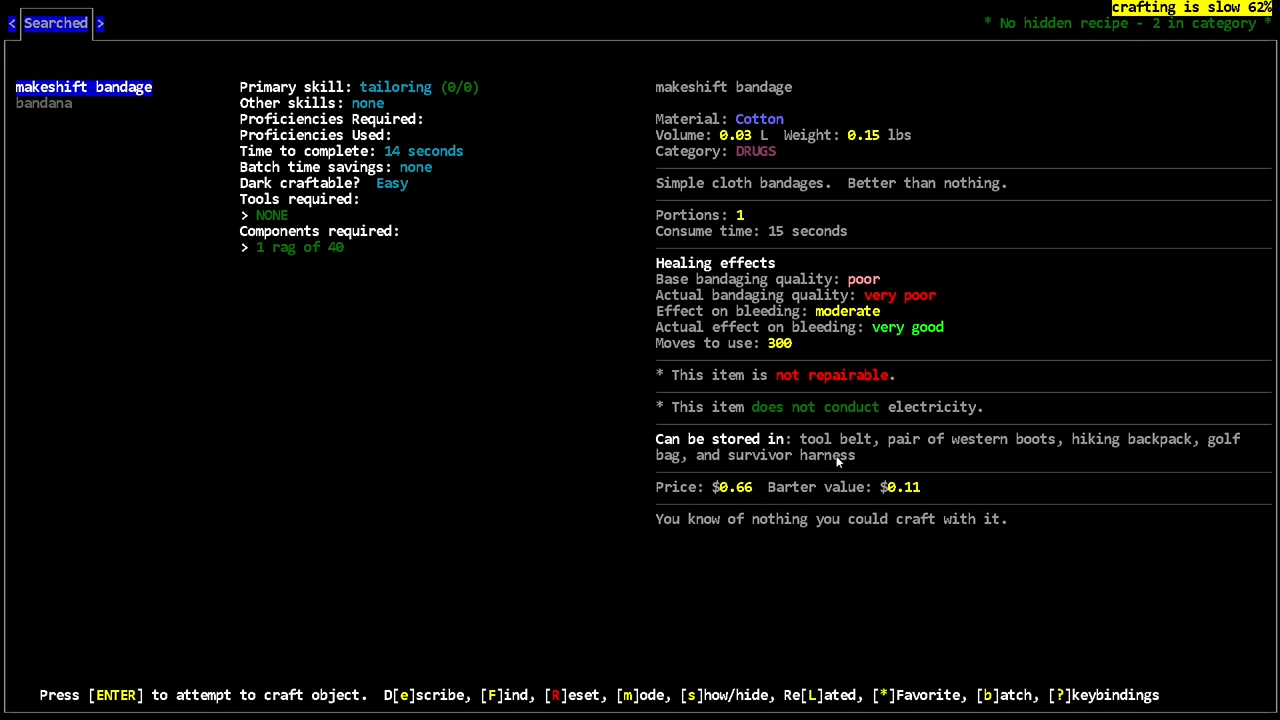 crafting is slow 62%
< Searched >
* No hidden recipe - 2 in category *
makeshift bandage
bandana
Primary skill: tailoring (0/0)
Other skills: none
Proficiencies Required:
Proficiencies Used:
Time to complete: 14 seconds
Batch time savings: none
Dark craftable? Easy
Tools required:
> NONE
Components required:
> 1 rag of 40
makeshift bandage
Material: Cotton
Volume: 0.03 L Weight: 0.15 lbs
Category: DRUGS
Simple cloth bandages. Better than nothing.
Portions: 1
Consume time: 15 seconds
Healing effects
Base bandaging quality: poor
Actual bandaging quality: very poor
Effect on bleeding: moderate
Actual effect on bleeding: very good
Moves to use: 300
* This item is not repairable.
* This item does not conduct electricity.
Can be stored in: tool belt, pair of western boots, hiking backpack, golf
bag, and survivor harness
Price: $0.66 Barter value: $0.11
You know of nothing you could craft with it.
Press [ENTER] to attempt to craft object. D[e]scribe, [F]ind, [R]eset, [m]ode, [s]how/hide, Re[L]ated, [*]Favorite, [b]atch, [?]keybindings